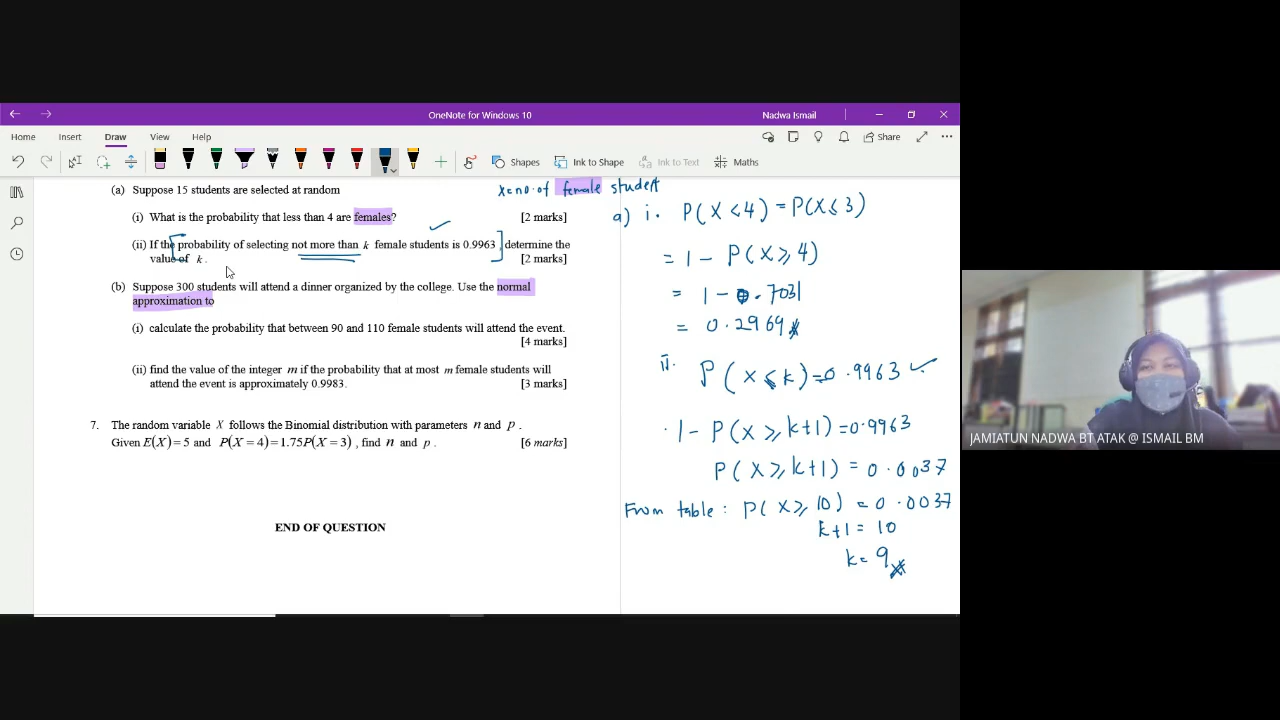 OneNote for Windows 10
Nadwa Ismail
Home Insert Draw View Help
Share
Shapes Ink to Shape Ink to Text Maths
(a) Suppose 15 students are selected at random
(i) What is the probability that less than 4 are females? [2 marks]
(ii) If the probability of selecting not more than k female students is 0.9963, determine the
value of k. [2 marks]
(b) Suppose 300 students will attend a dinner organized by the college. Use the normal
approximation to
(i) calculate the probability that between 90 and 110 female students will attend the event.
[4 marks]
(ii) find the value of the integer m if the probability that at most m female students will
attend the event is approximately 0.9983. [3 marks]
7. The random variable X follows the Binomial distribution with parameters n and p.
Given E(X)=5 and P(X=4)=1.75P(X=3), find n and p. [6 marks]
END OF QUESTION
X=no.of female student
a) i. P(X<4)=P(X≤3)
= 1 - P(X≥4)
= 1 - 0.7031
= 0.2969
ii. P(X≤k)=0.9963
1 - P(X≥k+1)=0.9963
P(X≥k+1)=0.0037
From table: P(X≥10)=0.0037
k+1=10
k=9
JAMIATUN NADWA BT ATAK @ ISMAIL BM